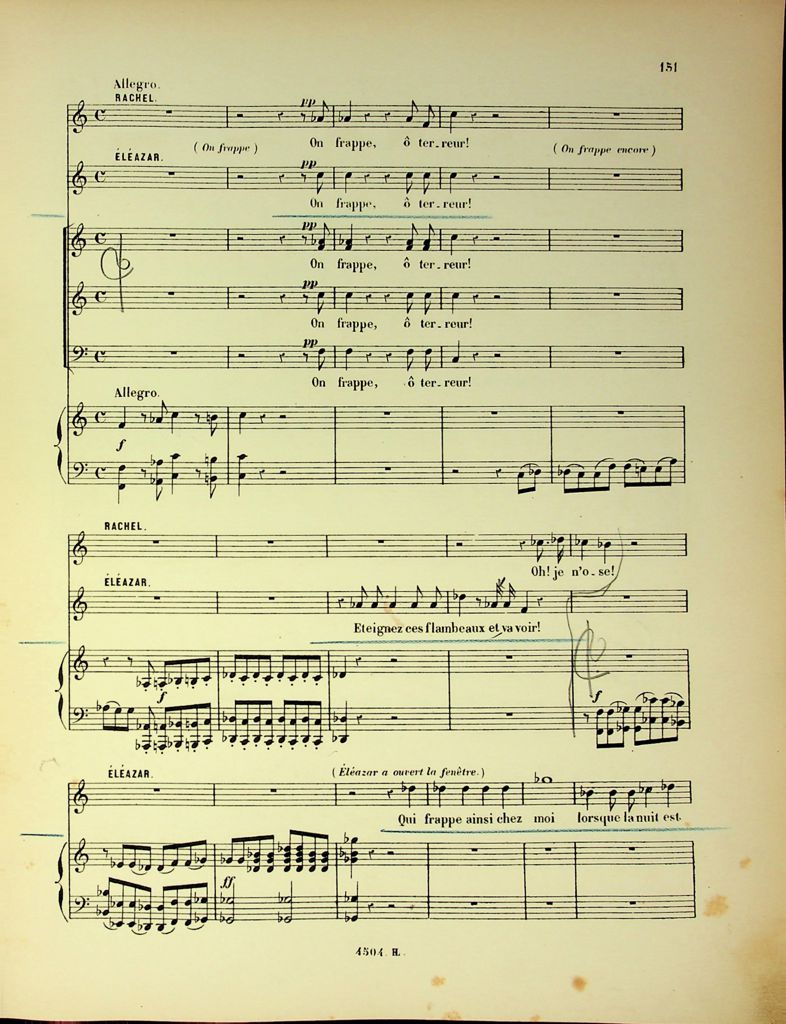 151
Allegro.
RACHEL.
pp
On frappe, ô ter_reur!
(On frappe)
(On frappe encore)
ÉLÉAZAR.
pp
On frappe, ô ter_reur!
pp
On frappe, ô ter_reur!
pp
On frappe, ô ter_reur!
pp
On frappe, ô ter_reur!
Allegro.
f
RACHEL.
Oh! je n'o_se!
ÉLÉAZAR.
Eteignez ces flambeaux et va voir!
f
f
ÉLÉAZAR.
(Éléazar a ouvert la fenêtre.)
Qui frappe ainsi chez moi lorsque la nuit est.
ff
4504. H.